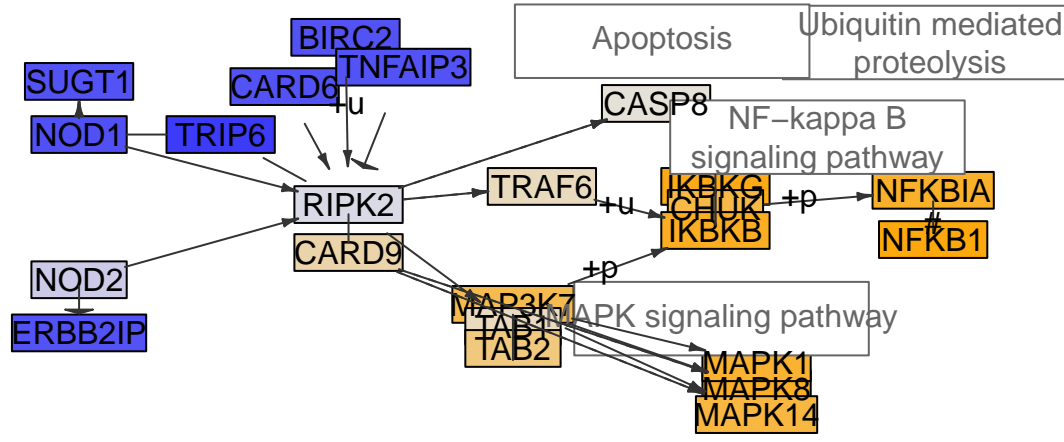 BIRC2
Apoptosis
Ubiquitin mediated
proteolysis
TNFAIP3
SUGT1
CARD6
+u
CASP8
NOD1
TRIP6
NF−kappa B
signaling pathway
RIPK2
TRAF6
+u
IKBKG
CHUK
IKBKB
+p
NFKBIA
#
NFKB1
CARD9
NOD2
+p
MAP3K7
TAB1
TAB2
MAPK signaling pathway
ERBB2IP
MAPK1
MAPK8
MAPK14